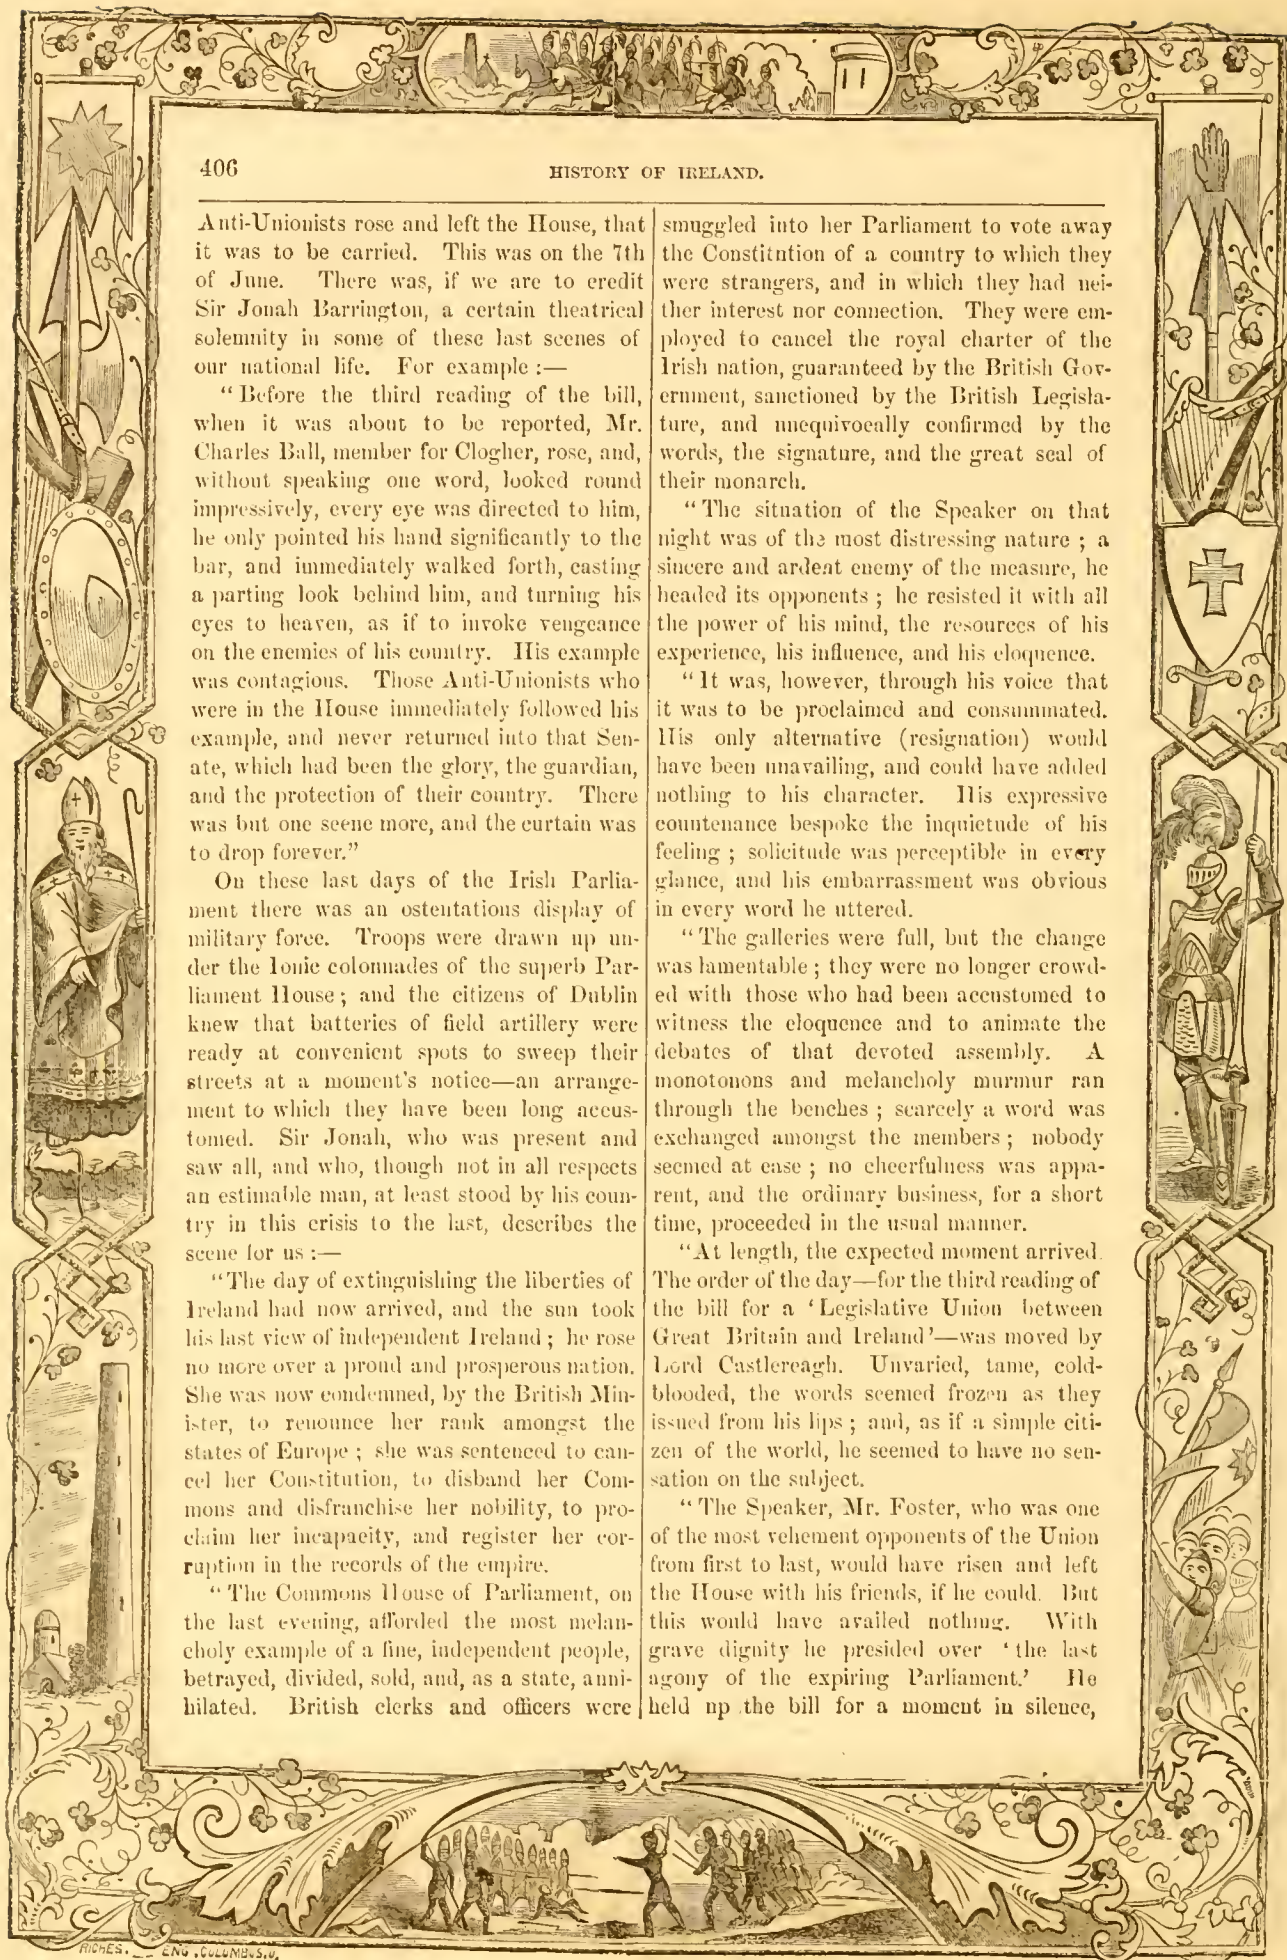 406
HISTORY OF IRELAND.
Anti-Unionists rose and left the House, that
it was to be carried. This was on the 7th
of June. There was, if we are to credit
Sir Jonah Barrington, a certain theatrical
solemnity in some of these last scenes of
our national life. For example :—
"Before the third reading of the bill,
when it was about to be reported, Mr.
Charles Ball, member for Clogher, rose, and,
without speaking one word, looked round
impressively, every eye was directed to him,
he only pointed his hand significantly to the
bar, and immediately walked forth, casting
a parting look behind him, and turning his
eyes to heaven, as if to invoke vengeance
on the enemies of his country. His example
was contagious. Those Anti-Unionists who
were in the House immediately followed his
example, and never returned into that Sen-
ate, which had been the glory, the guardian,
and the protection of their country. There
was but one scene more, and the curtain was
to drop forever."
On these last days of the Irish Parlia-
ment there was an ostentatious display of
military force. Troops were drawn up un-
der the Ionic colonnades of the superb Par-
liament House; and the citizens of Dublin
knew that batteries of field artillery were
ready at convenient spots to sweep their
streets at a moment's notice—an arrange-
ment to which they have been long accus-
tomed. Sir Jonah, who was present and
saw all, and who, though not in all respects
an estimable man, at least stood by his coun-
try in this crisis to the last, describes the
scene for us :—
"The day of extinguishing the liberties of
Ireland had now arrived, and the sun took
his last view of independent Ireland ; he rose
no more over a proud and prosperous nation.
She was now condemned, by the British Min-
ister, to renounce her rank amongst the
states of Europe ; she was sentenced to can-
cel her Constitution, to disband her Com-
mons and disfranchise her nobility, to pro-
claim her incapacity, and register her cor-
ruption in the records of the empire.
"The Commons House of Parliament, on
the last evening, afforded the most melan-
choly example of a fine, independent people,
betrayed, divided, sold, and, as a state, anni-
hilated. British clerks and officers were
smuggled into her Parliament to vote away
the Constitution of a country to which they
were strangers, and in which they had nei-
ther interest nor connection. They were em-
ployed to cancel the royal charter of the
Irish nation, guaranteed by the British Gov-
ernment, sanctioned by the British Legisla-
ture, and unequivocally confirmed by the
words, the signature, and the great seal of
their monarch.
"The situation of the Speaker on that
night was of the most distressing nature ; a
sincere and ardent enemy of the measure, he
headed its opponents ; he resisted it with all
the power of his mind, the resources of his
experience, his influence, and his eloquence.
"It was, however, through his voice that
it was to be proclaimed and consummated.
His only alternative (resignation) would
have been unavailing, and could have added
nothing to his character. His expressive
countenance bespoke the inquietude of his
feeling ; solicitude was perceptible in every
glance, and his embarrassment was obvious
in every word he uttered.
"The galleries were full, but the change
was lamentable ; they were no longer crowd-
ed with those who had been accustomed to
witness the eloquence and to animate the
debates of that devoted assembly. A
monotonous and melancholy murmur ran
through the benches ; scarcely a word was
exchanged amongst the members ; nobody
seemed at ease ; no cheerfulness was appa-
rent, and the ordinary business, for a short
time, proceeded in the usual manner.
"At length, the expected moment arrived.
The order of the day—for the third reading of
the bill for a 'Legislative Union between
Great Britain and Ireland'—was moved by
Lord Castlereagh. Unvaried, tame, cold-
blooded, the words seemed frozen as they
issued from his lips ; and, as if a simple citi-
zen of the world, he seemed to have no sen-
sation on the subject.
"The Speaker, Mr. Foster, who was one
of the most vehement opponents of the Union
from first to last, would have risen and left
the House with his friends, if he could. But
this would have availed nothing. With
grave dignity he presided over 'the last
agony of the expiring Parliament.' He
held up the bill for a moment in silence,
RICHES. ENG, COLUMBUS, O.